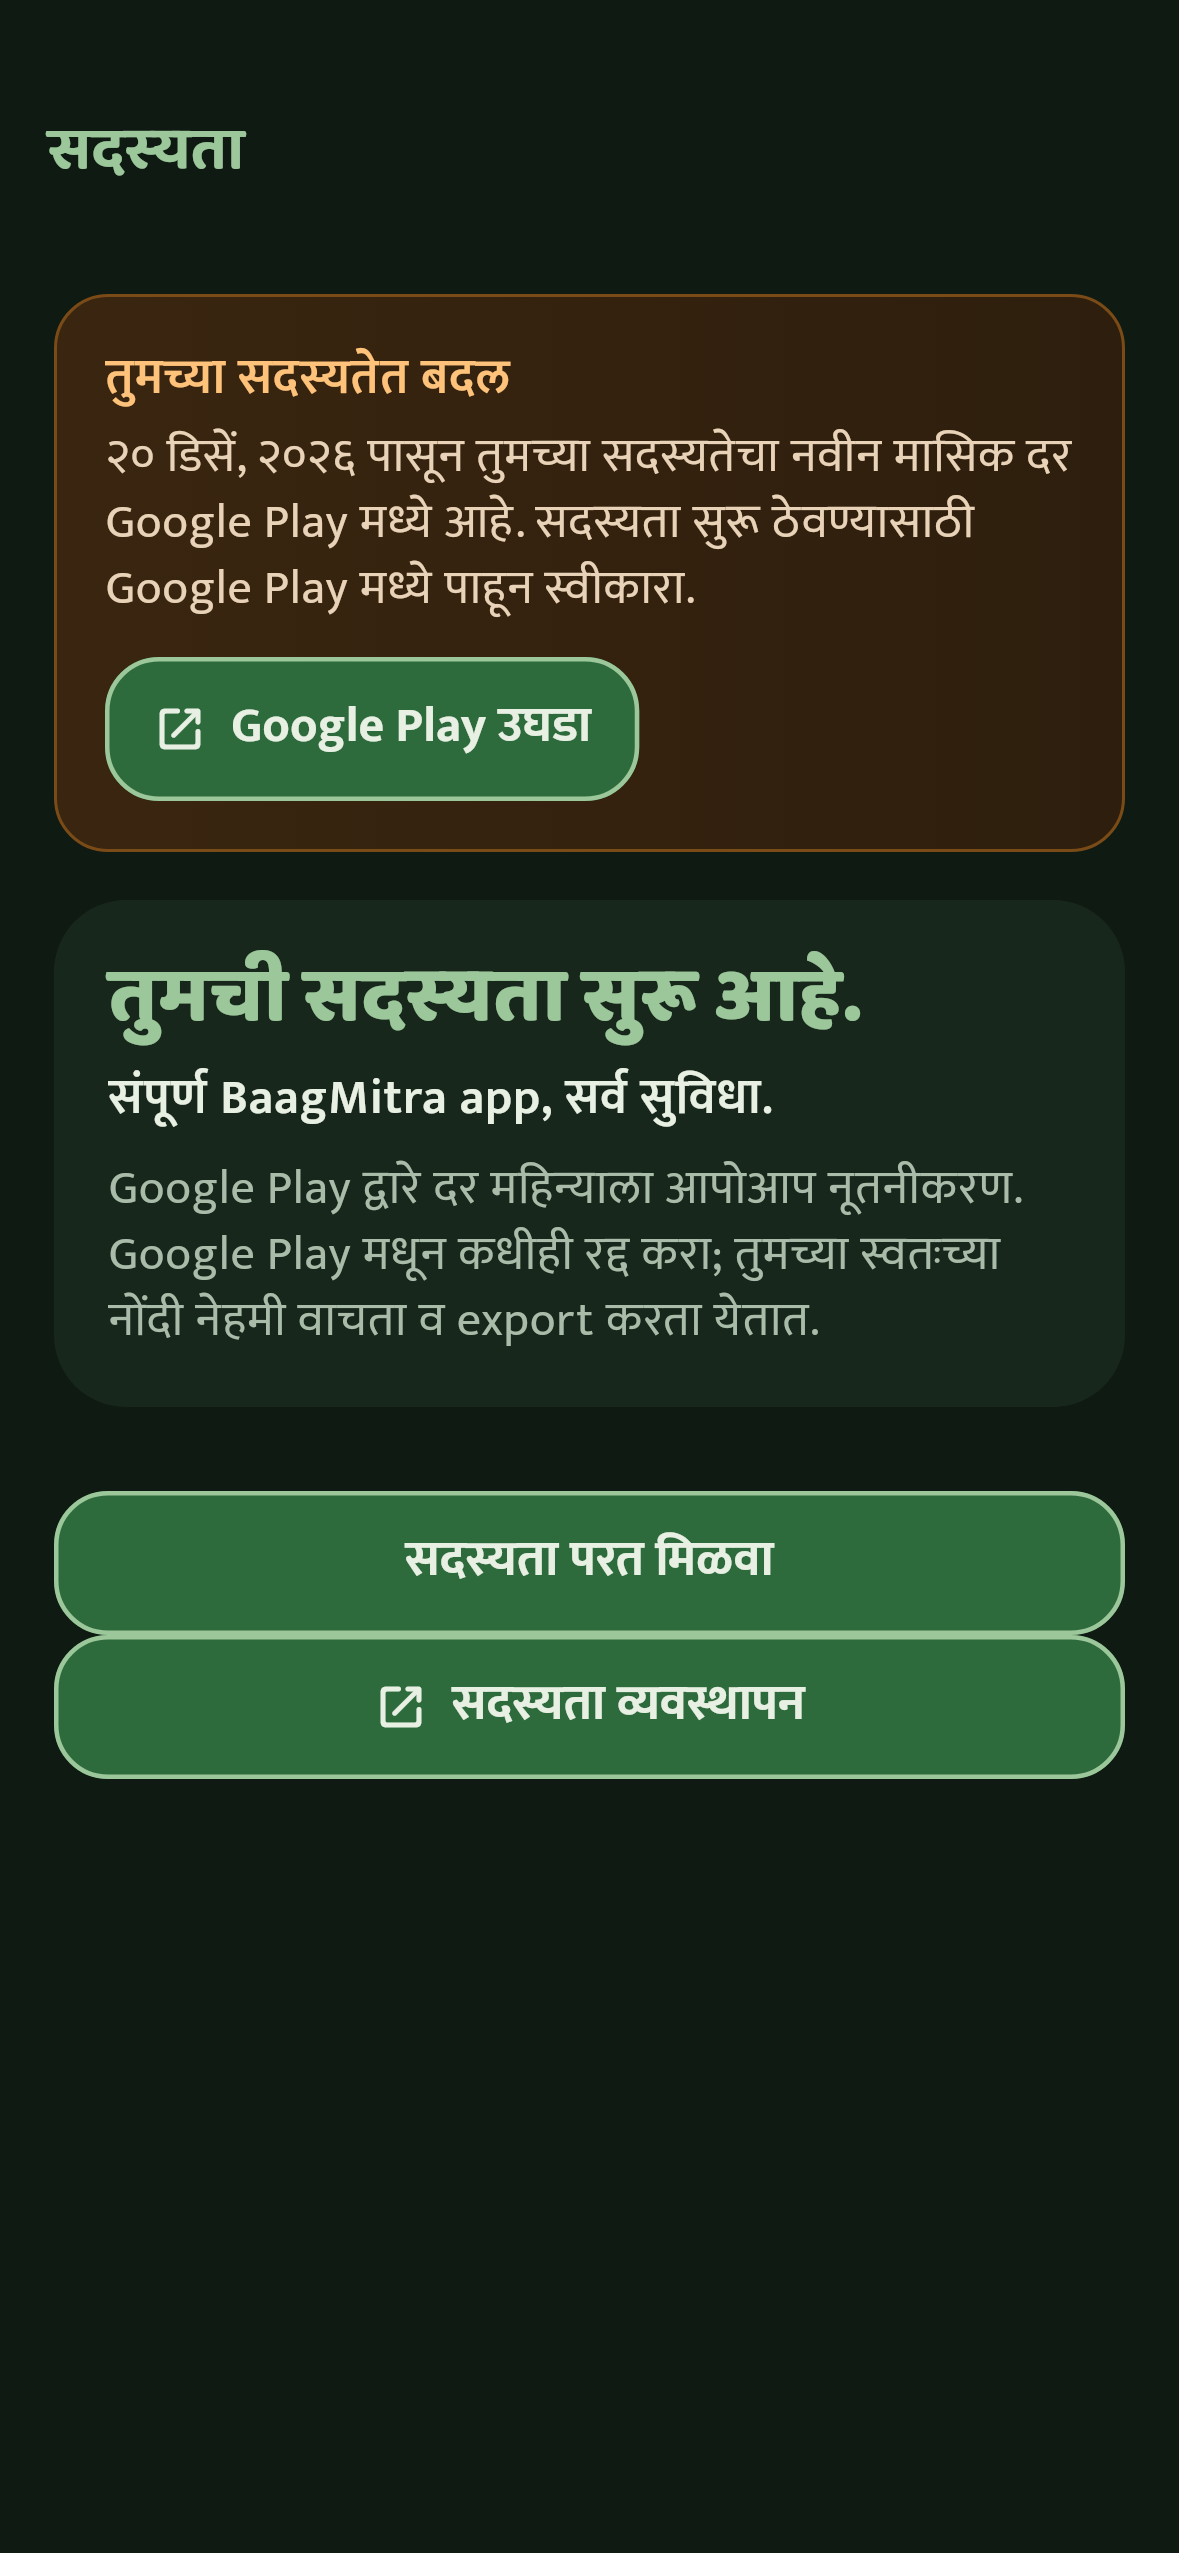 सदस्यता
तुमच्या सदस्यतेत बदल
२० डिसें, २०२६ पासून तुमच्या सदस्यतेचा नवीन मासिक दर
Google Play मध्ये आहे. सदस्यता सुरू ठेवण्यासाठी
Google Play मध्ये पाहून स्वीकारा.
Google Play उघडा
तुमची सदस्यता सुरू आहे.
संपूर्ण BaagMitra app, सर्व सुविधा.
Google Play द्वारे दर महिन्याला आपोआप नूतनीकरण.
Google Play मधून कधीही रद्द करा; तुमच्या स्वतःच्या
नोंदी नेहमी वाचता व export करता येतात.
सदस्यता परत मिळवा
सदस्यता व्यवस्थापन